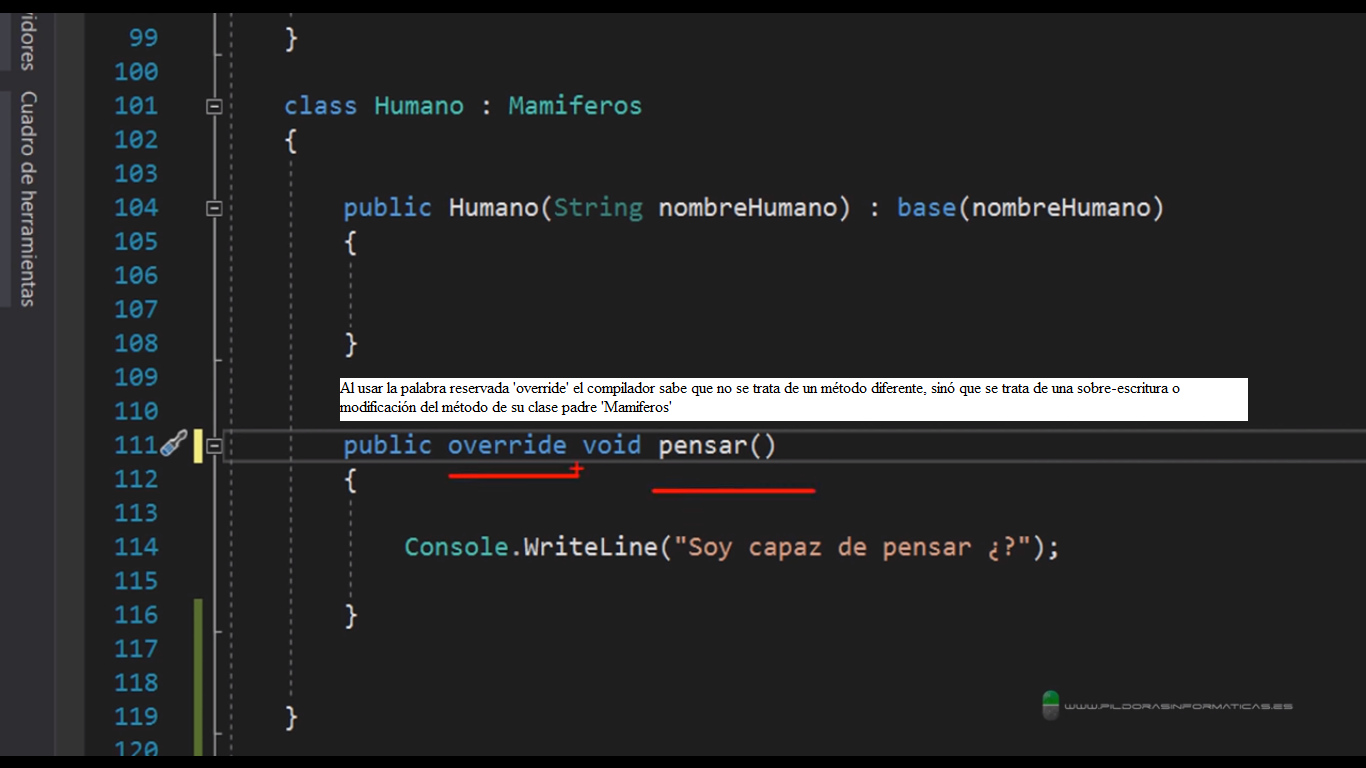 vidores
Cuadro de herramientas
99 }
100
101 class Humano : Mamiferos
102 {
103
104 public Humano(String nombreHumano) : base(nombreHumano)
105 {
106
107
108 }
109
Al usar la palabra reservada 'override' el compilador sabe que no se trata de un método diferente, sinó que se trata de una sobre-escritura o
110
modificación del método de su clase padre 'Mamiferos'
111 public override void pensar()
112 {
113
114 Console.WriteLine("Soy capaz de pensar ¿?");
115
116 }
117
118
119 }
120
WWW.PILDORASINFORMATICAS.ES